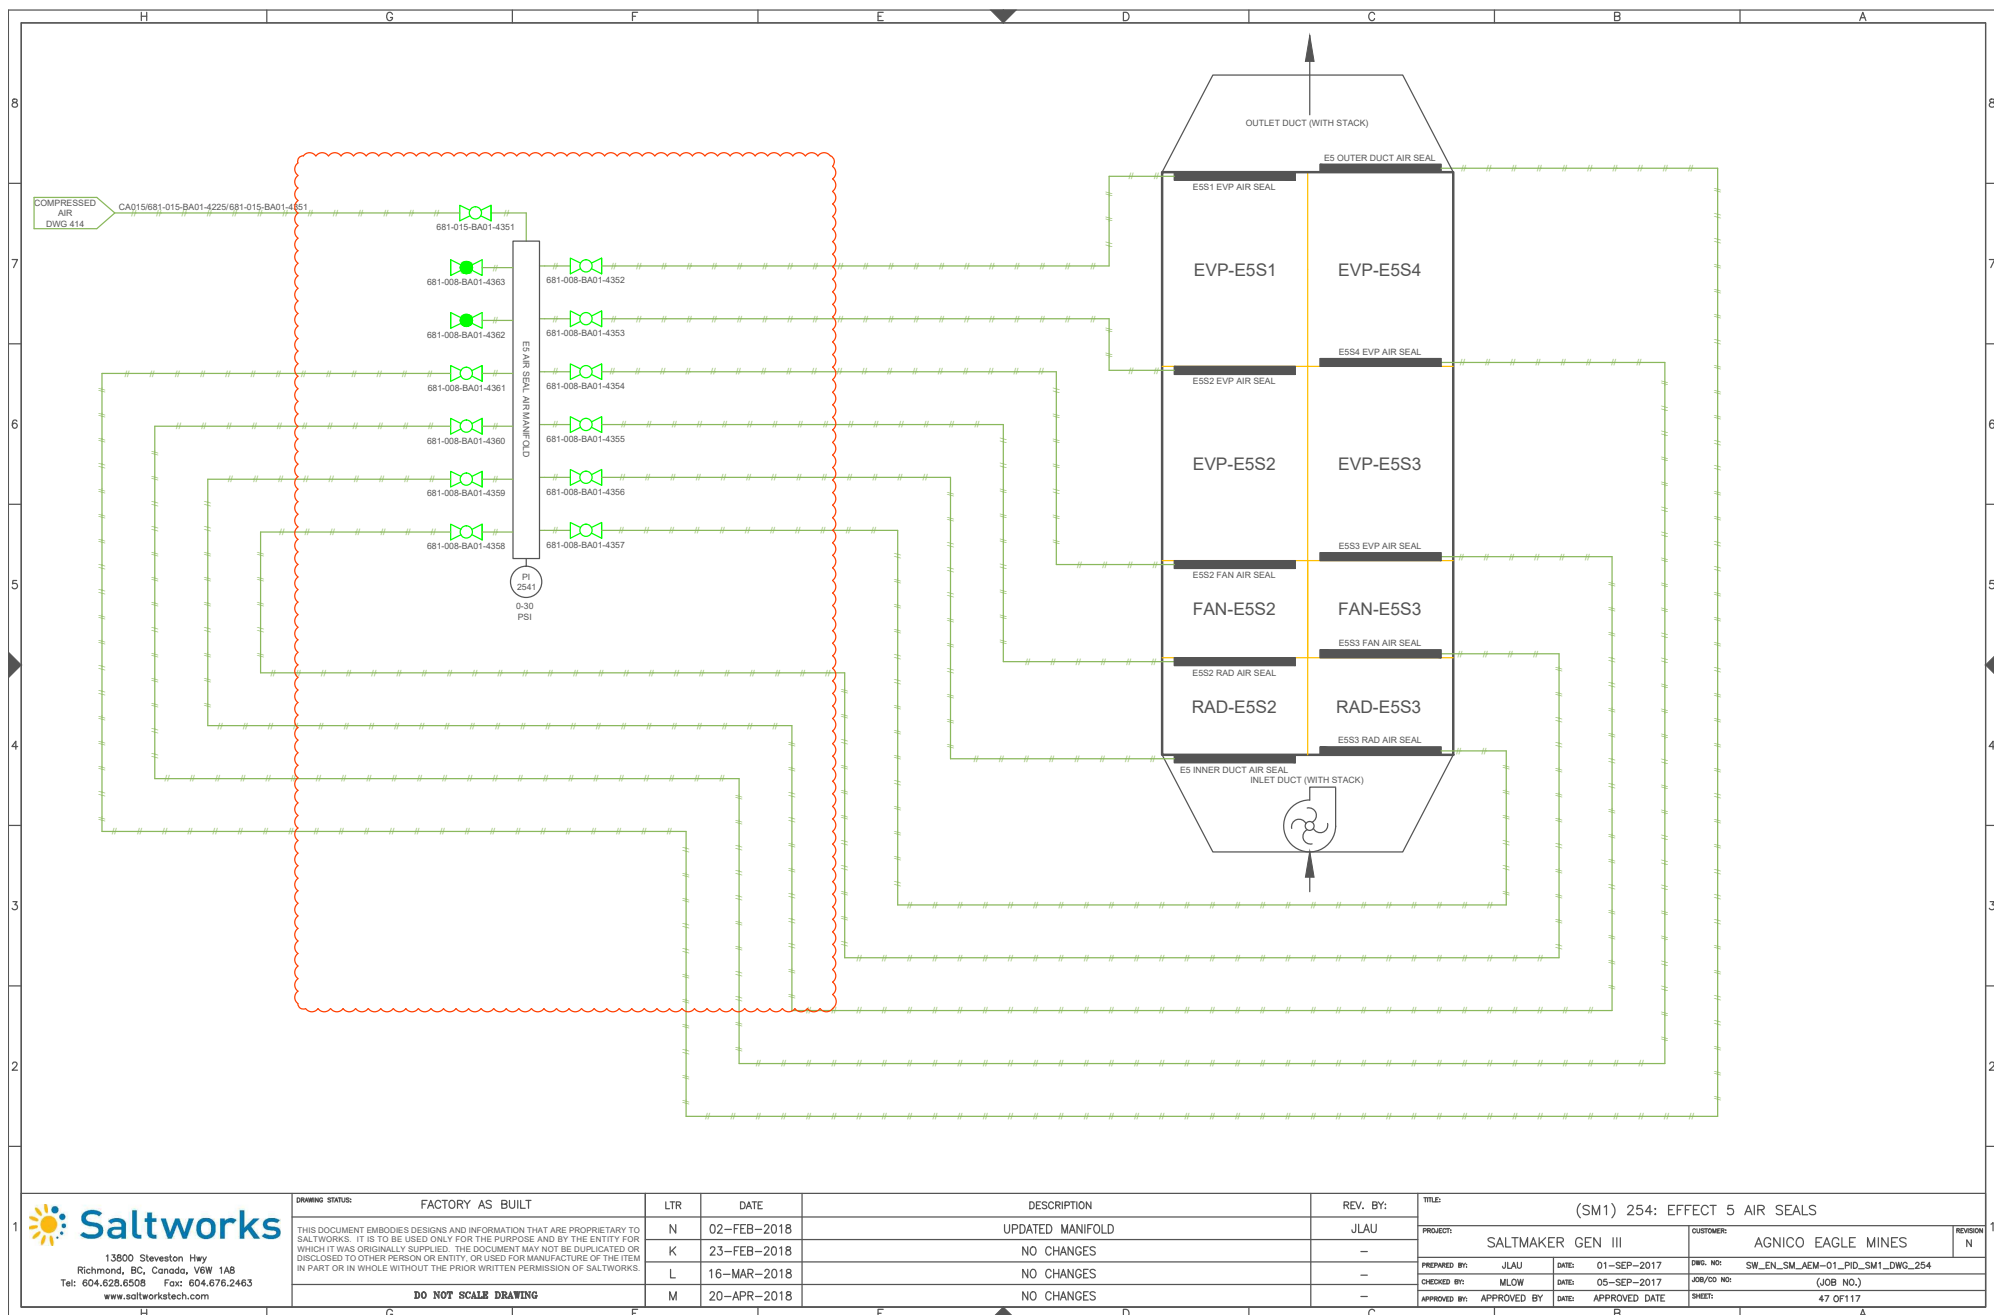 H G F E D C B A
8 8
OUTLET DUCT (WITH STACK)
E5 OUTER DUCT AIR SEAL
E5S1 EVP AIR SEAL
COMPRESSED
AIR
DWG 414
CA015/681-015-BA01-4225/681-015-BA01-4351
681-015-BA01-4351
7 7
681-008-BA01-4363
681-008-BA01-4352
EVP-E5S1
EVP-E5S4
681-008-BA01-4362
681-008-BA01-4353
E5 AIR SEAL AIR MANIFOLD
E5S4 EVP AIR SEAL
E5S2 EVP AIR SEAL
681-008-BA01-4361
681-008-BA01-4354
6 6
681-008-BA01-4360
681-008-BA01-4355
EVP-E5S2
EVP-E5S3
681-008-BA01-4359
681-008-BA01-4356
681-008-BA01-4358
681-008-BA01-4357
E5S3 EVP AIR SEAL
5 5
PI
2541
0-30
PSI
E5S2 FAN AIR SEAL
FAN-E5S2
FAN-E5S3
E5S3 FAN AIR SEAL
E5S2 RAD AIR SEAL
RAD-E5S2
RAD-E5S3
4 4
E5S3 RAD AIR SEAL
E5 INNER DUCT AIR SEAL
INLET DUCT (WITH STACK)
3 3
2 2
1 1
Saltworks
13800 Steveston Hwy
Richmond, BC, Canada, V6W 1A8
Tel: 604.628.6508 Fax: 604.676.2463
www.saltworkstech.com
DRAWING STATUS: FACTORY AS BUILT
THIS DOCUMENT EMBODIES DESIGNS AND INFORMATION THAT ARE PROPRIETARY TO
SALTWORKS. IT IS TO BE USED ONLY FOR THE PURPOSE AND BY THE ENTITY FOR
WHICH IT WAS ORIGINALLY SUPPLIED. THE DOCUMENT MAY NOT BE DUPLICATED OR
DISCLOSED TO OTHER PERSON OR ENTITY, OR USED FOR MANUFACTURE OF THE ITEM
IN PART OR IN WHOLE WITHOUT THE PRIOR WRITTEN PERMISSION OF SALTWORKS.
DO NOT SCALE DRAWING
LTR DATE DESCRIPTION REV. BY:
N 02-FEB-2018 UPDATED MANIFOLD JLAU
K 23-FEB-2018 NO CHANGES -
L 16-MAR-2018 NO CHANGES -
M 20-APR-2018 NO CHANGES -
TITLE: (SM1) 254: EFFECT 5 AIR SEALS
PROJECT: SALTMAKER GEN III
CUSTOMER: AGNICO EAGLE MINES
REVISION N
PREPARED BY: JLAU DATE: 01-SEP-2017 DWG. NO: SW_EN_SM_AEM-01_PID_SM1_DWG_254
CHECKED BY: MLOW DATE: 05-SEP-2017 JOB/CO NO: (JOB NO.)
APPROVED BY: APPROVED BY DATE: APPROVED DATE SHEET: 47 OF117
H G F E D C B A